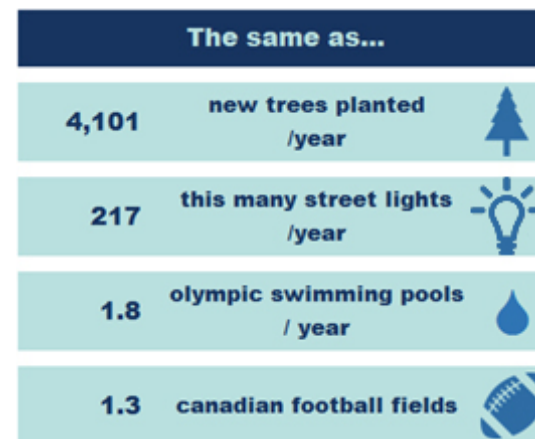 The same as...
4,101 new trees planted
/year
217 this many street lights
/year
1.8 olympic swimming pools
/ year
1.3 canadian football fields